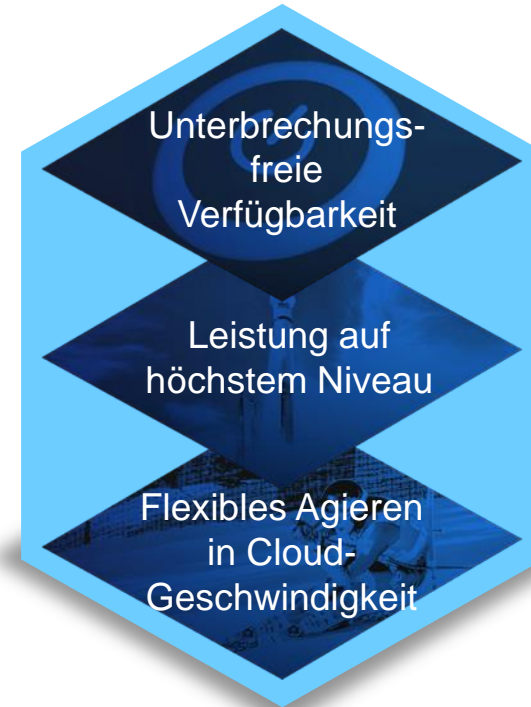 Unterbrechungs-
freie
Verfügbarkeit
Leistung auf
höchstem Niveau
Flexibles Agieren
in Cloud-
Geschwindigkeit